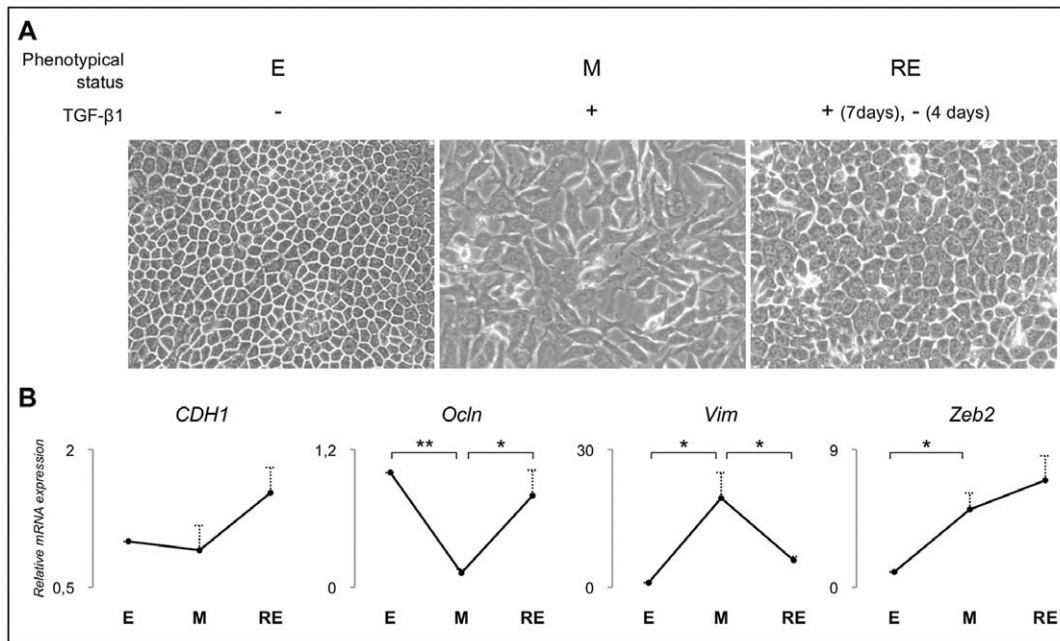 A
Phenotypical status
E
M
RE
TGF-β1
-
+
+ (7days), - (4 days)
B
CDH1
Ocln
Vim
Zeb2
Relative mRNA expression
2
0,5
E M RE
1,2
0
** *
E M RE
30
0
* *
E M RE
9
0
*
E M RE